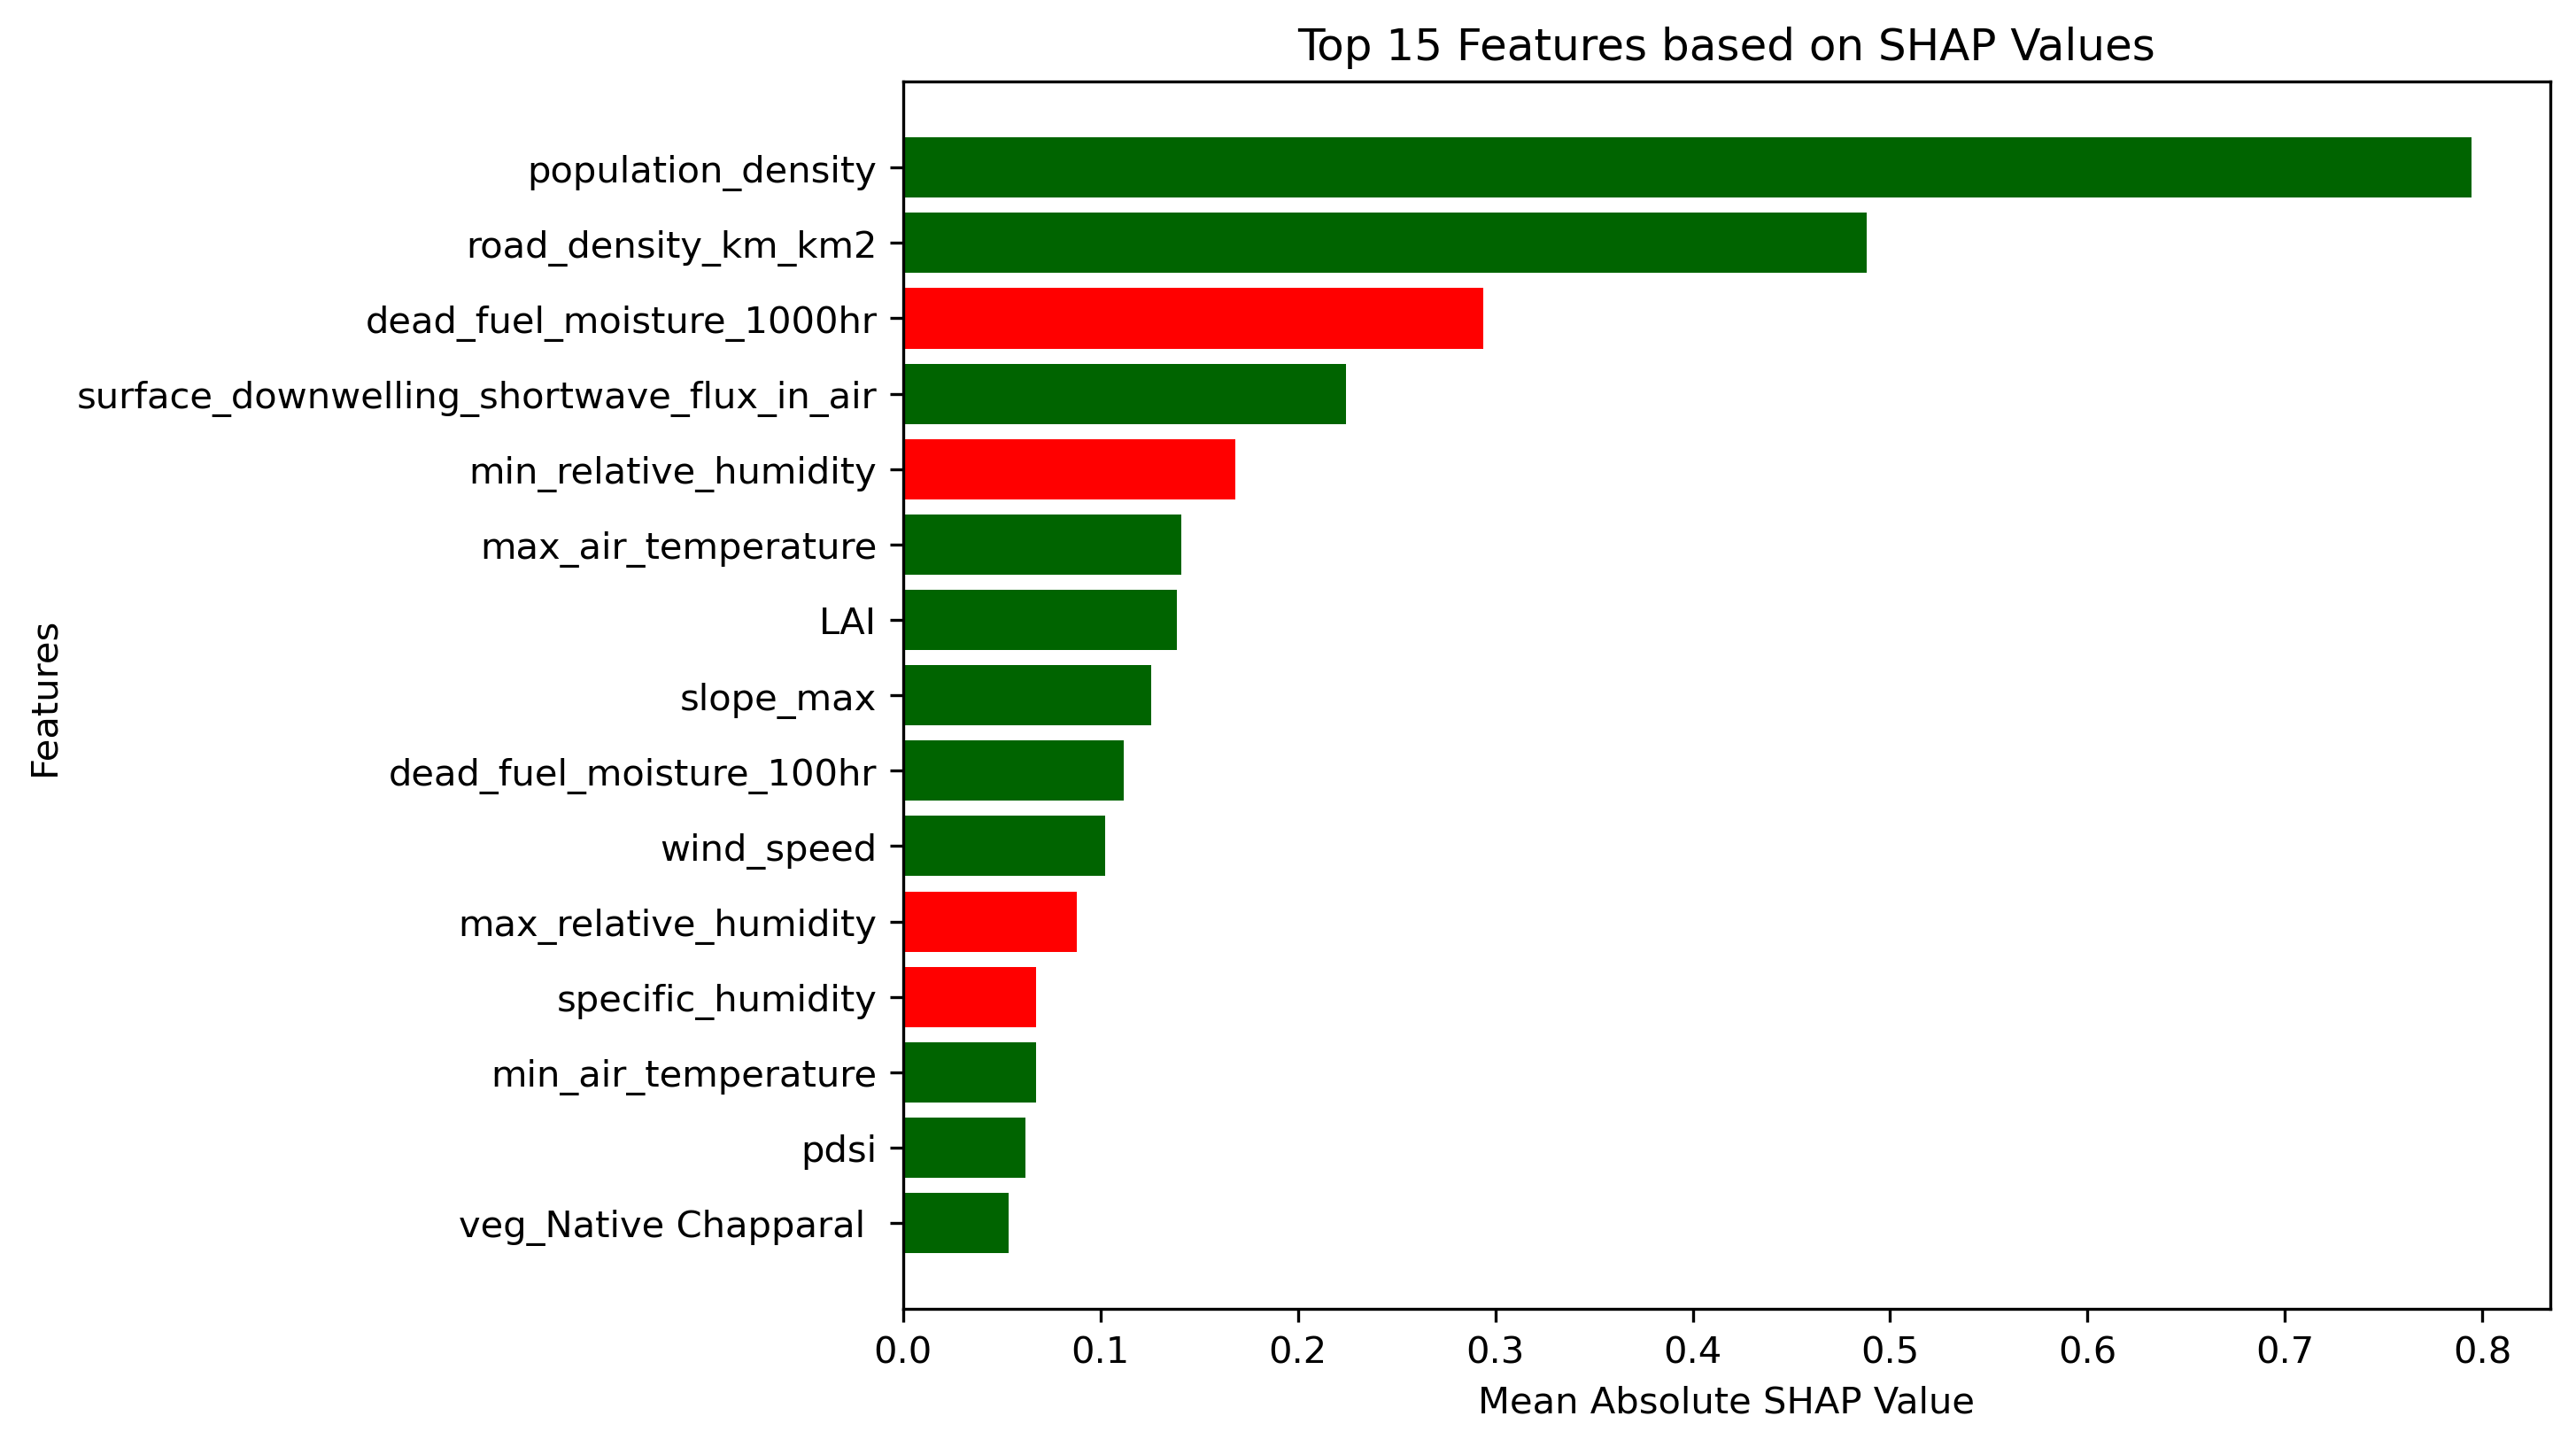 Top 15 Features based on SHAP Values
Features
population_density
road_density_km_km2
dead_fuel_moisture_1000hr
surface_downwelling_shortwave_flux_in_air
min_relative_humidity
max_air_temperature
LAI
slope_max
dead_fuel_moisture_100hr
wind_speed
max_relative_humidity
specific_humidity
min_air_temperature
pdsi
veg_Native Chapparal
0.0 0.1 0.2 0.3 0.4 0.5 0.6 0.7 0.8
Mean Absolute SHAP Value